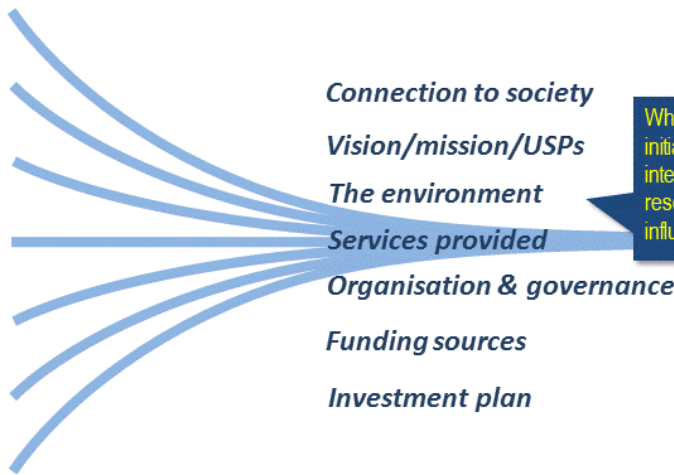 Connection to society
Vision/mission/USPs
The environment
Services provided
Organisation & governance
Funding sources
Investment plan